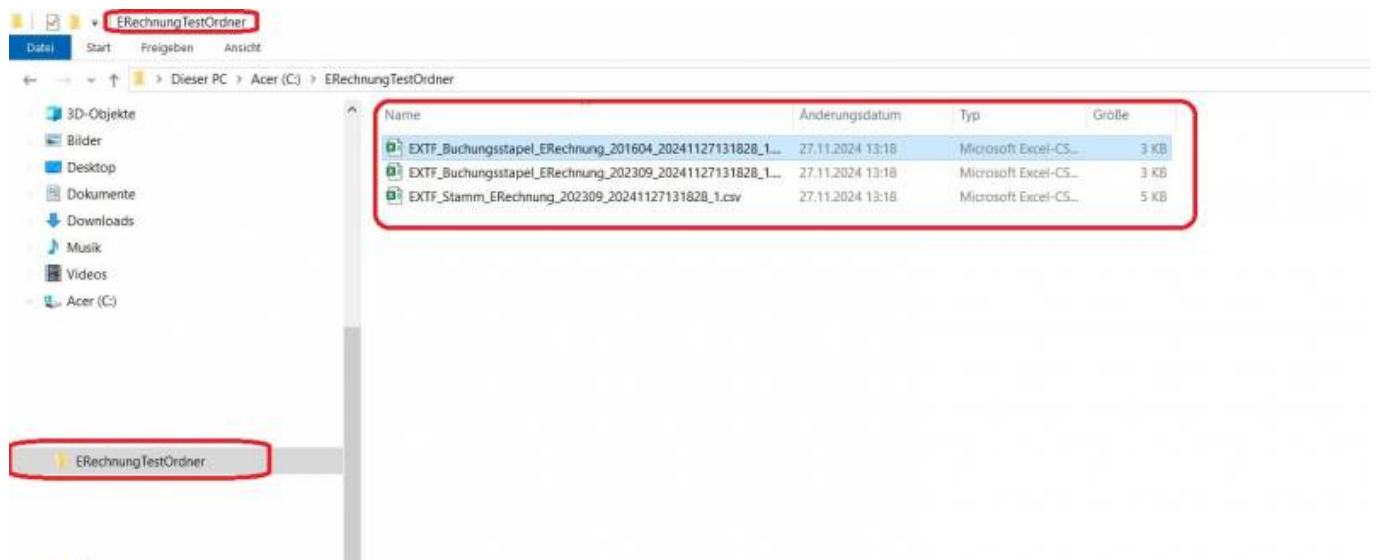 ERechnungTestOrdner
Datei Start Freigeben Ansicht
Dieser PC > Acer (C:) > ERechnungTestOrdner
3D-Objekte
Bilder
Desktop
Dokumente
Downloads
Musik
Videos
Acer (C:)
ERechnungTestOrdner
Name Änderungsdatum Typ Größe
EXTF_Buchungsstapel_ERechnung_201604_20241127131828_1... 27.11.2024 13:18 Microsoft Excel-CS... 3 KB
EXTF_Buchungsstapel_ERechnung_202309_20241127131828_1... 27.11.2024 13:18 Microsoft Excel-CS... 3 KB
EXTF_Stamm_ERechnung_202309_20241127131828_1.csv 27.11.2024 13:18 Microsoft Excel-CS... 5 KB